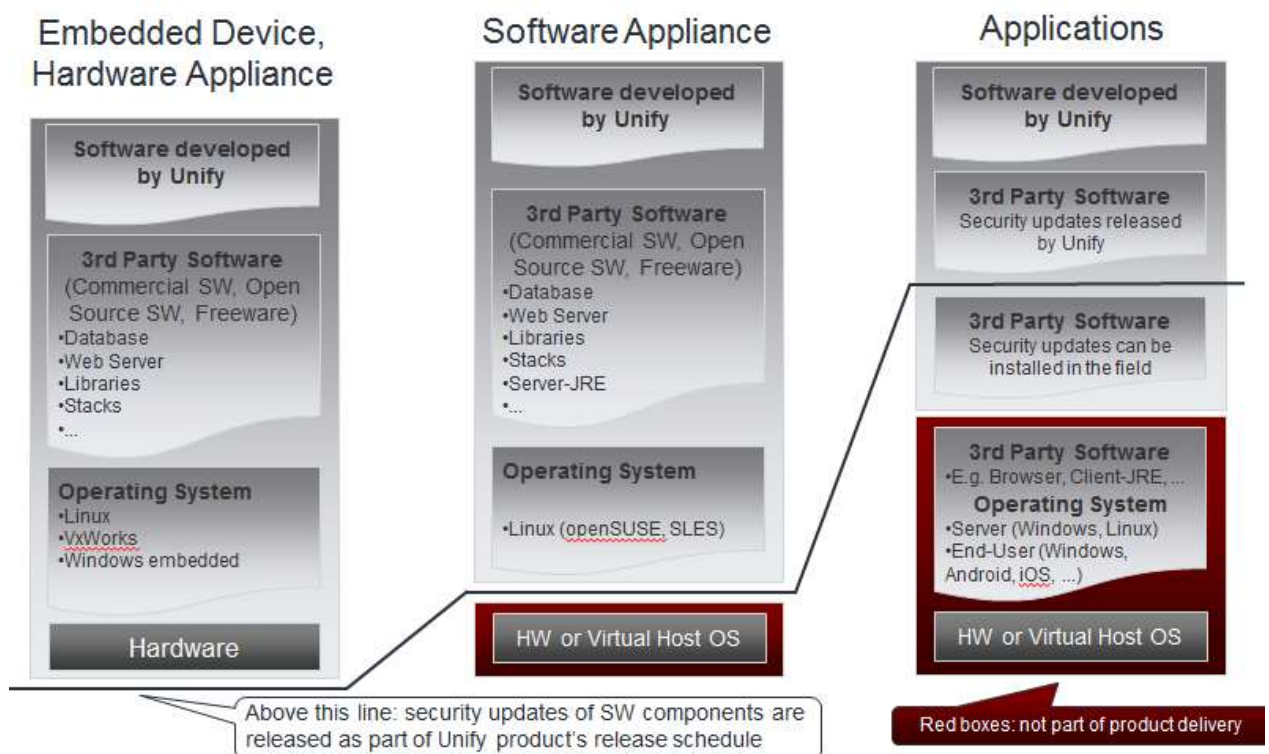 Embedded Device,
Hardware Appliance
Software developed
by Unify
3rd Party Software
(Commercial SW, Open
Source SW, Freeware)
•Database
•Web Server
•Libraries
•Stacks
•...
Operating System
•Linux
•VxWorks
•Windows embedded
Hardware
Software Appliance
Software developed
by Unify
3rd Party Software
(Commercial SW, Open
Source SW, Freeware)
•Database
•Web Server
•Libraries
•Stacks
•Server-JRE
•...
Operating System
•Linux (openSUSE, SLES)
HW or Virtual Host OS
Applications
Software developed
by Unify
3rd Party Software
Security updates released
by Unify
3rd Party Software
Security updates can be
installed in the field
3rd Party Software
•E.g. Browser, Client-JRE, ...
Operating System
•Server (Windows, Linux)
•End-User (Windows,
Android, iOS, ...)
HW or Virtual Host OS
Above this line: security updates of SW components are
released as part of Unify product's release schedule
Red boxes: not part of product delivery